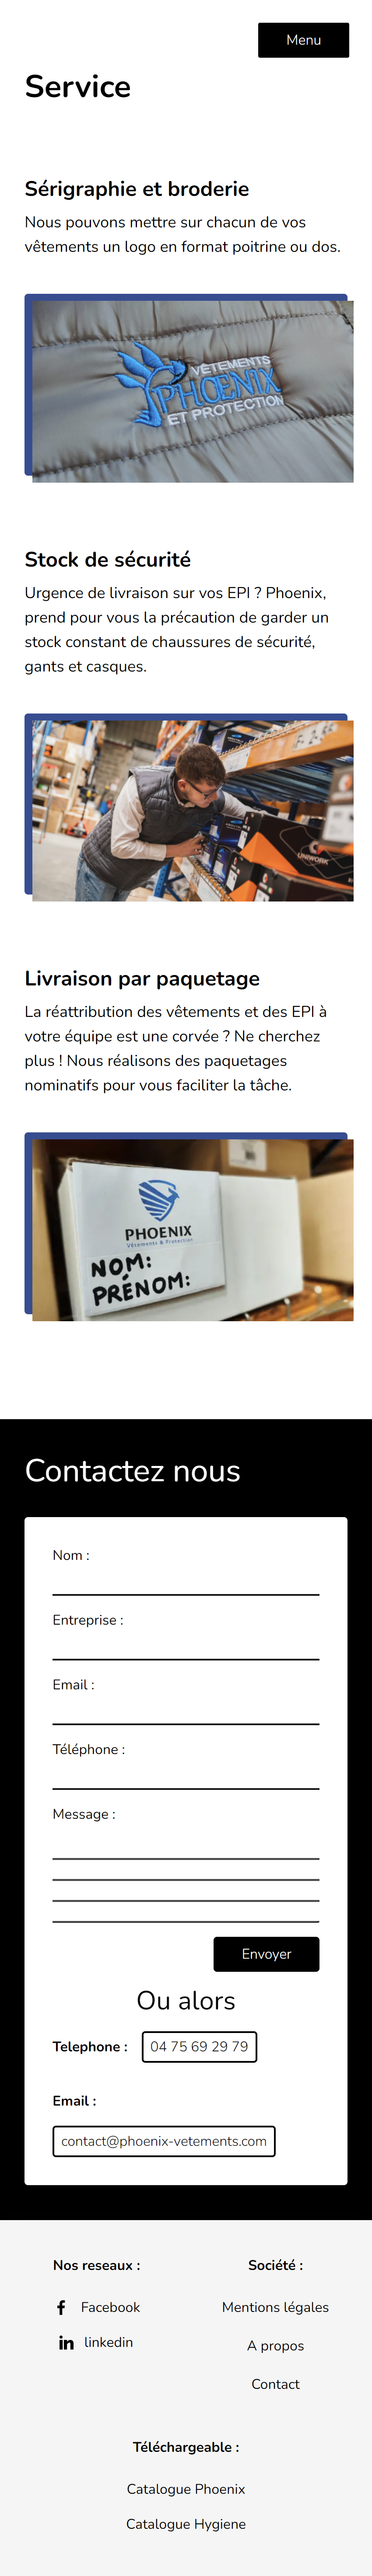 Menu
Service
Sérigraphie et broderie
Nous pouvons mettre sur chacun de vos
vêtements un logo en format poitrine ou dos.
VÊTEMENTS
PHOENIX
ET PROTECTION
Stock de sécurité
Urgence de livraison sur vos EPI ? Phoenix,
prend pour vous la précaution de garder un
stock constant de chaussures de sécurité,
gants et casques.
UNIWORK
Livraison par paquetage
La réattribution des vêtements et des EPI à
votre équipe est une corvée ? Ne cherchez
plus ! Nous réalisons des paquetages
nominatifs pour vous faciliter la tâche.
PHOENIX
Vêtements & Protection
NOM:
PRÉNOM:
Contactez nous
Nom :
Entreprise :
Email :
Téléphone :
Message :
Envoyer
Ou alors
Telephone : 04 75 69 29 79
Email :
contact@phoenix-vetements.com
Nos reseaux :
Facebook
linkedin
Société :
Mentions légales
A propos
Contact
Téléchargeable :
Catalogue Phoenix
Catalogue Hygiene